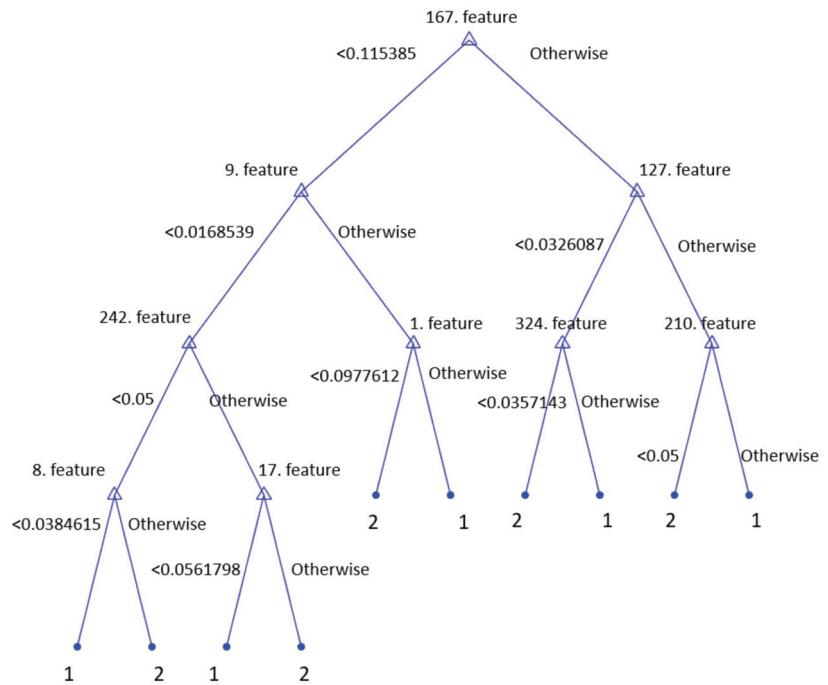 167. feature
<0.115385
Otherwise
9. feature
127. feature
<0.0168539
Otherwise
<0.0326087
Otherwise
242. feature
1. feature
324. feature
210. feature
<0.05
Otherwise
<0.0977612
Otherwise
<0.0357143
Otherwise
<0.05
Otherwise
8. feature
17. feature
2
1
2
1
2
1
<0.0384615
Otherwise
<0.0561798
Otherwise
1
2
1
2